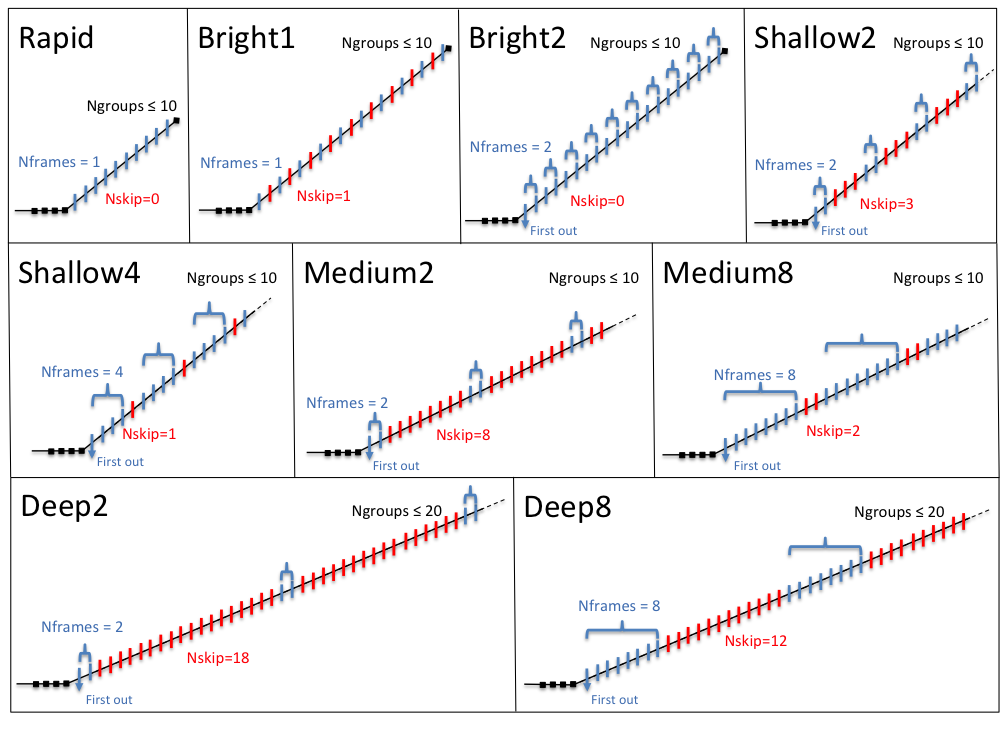 Rapid
Ngroups ≤ 10
Nframes = 1
Nskip=0
Bright1
Ngroups ≤ 10
Nframes = 1
Nskip=1
Bright2
Ngroups ≤ 10
Nframes = 2
Nskip=0
First out
Shallow2
Ngroups ≤ 10
Nframes = 2
Nskip=3
First out
Shallow4
Ngroups ≤ 10
Nframes = 4
Nskip=1
First out
Medium2
Ngroups ≤ 10
Nframes = 2
Nskip=8
First out
Medium8
Ngroups ≤ 10
Nframes = 8
Nskip=2
First out
Deep2
Ngroups ≤ 20
Nframes = 2
Nskip=18
First out
Deep8
Ngroups ≤ 20
Nframes = 8
Nskip=12
First out